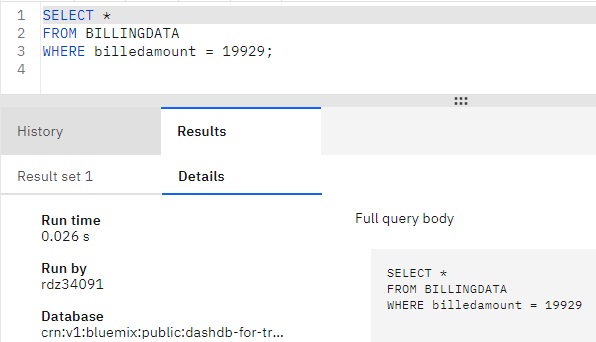 1 SELECT *
2 FROM BILLINGDATA
3 WHERE billedamount = 19929;
4
History Results
Result set 1 Details
Run time
0.026 s
Run by
rdz34091
Database
crn:v1:bluemix:public:dashdb-for-tr...
Full query body
SELECT *
FROM BILLINGDATA
WHERE billedamount = 19929